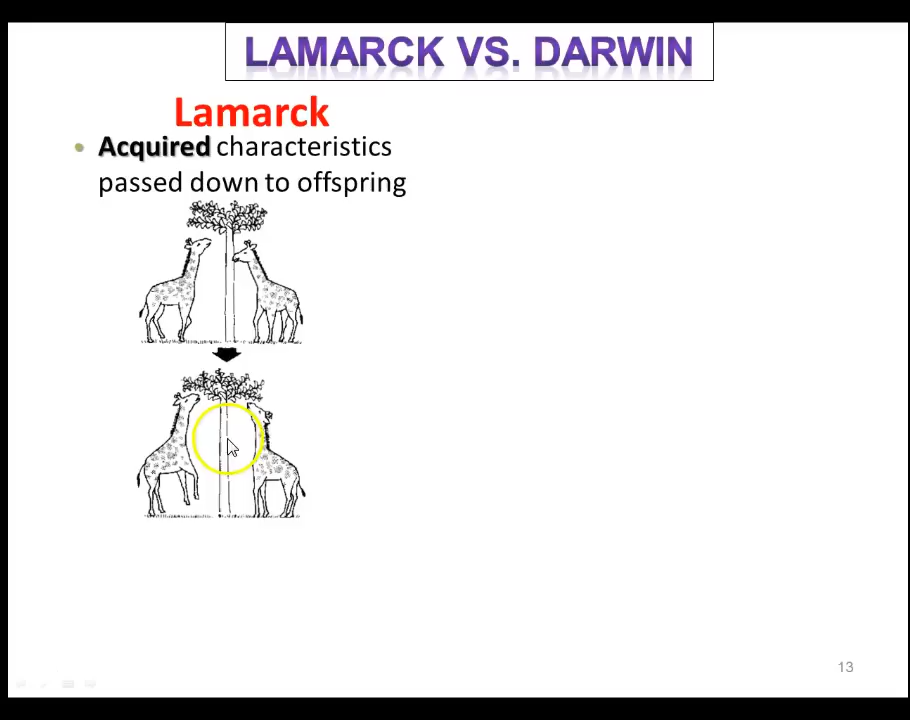 LAMARCK VS. DARWIN
Lamarck
• Acquired characteristics
passed down to offspring
13